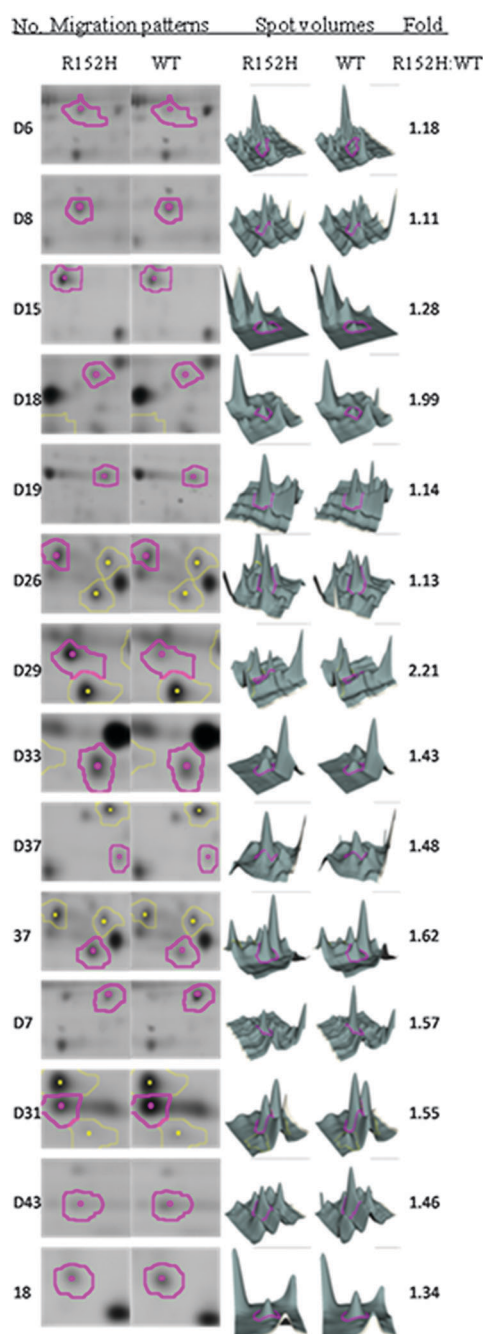 No. Migration patterns Spot volumes Fold
R152H WT R152H WT R152H:WT
D6 1.18
D8 1.11
D15 1.28
D18 1.99
D19 1.14
D26 1.13
D29 2.21
D33 1.43
D37 1.48
37 1.62
D7 1.57
D31 1.55
D43 1.46
18 1.34